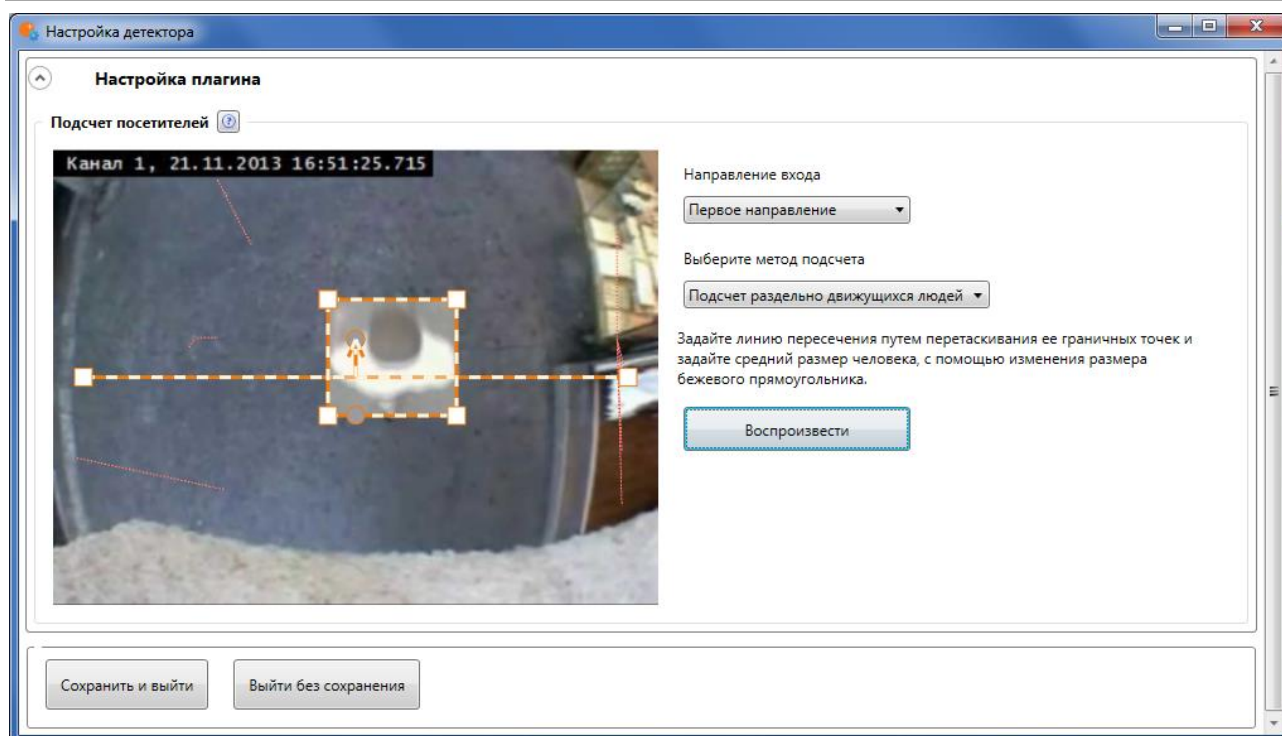 Настройка детектора
Настройка плагина
Подсчет посетителей
Канал 1, 21.11.2013 16:51:25.715
Направление входа
Первое направление
Выберите метод подсчета
Подсчет раздельно движущихся людей
Задайте линию пересечения путем перетаскивания ее граничных точек и
задайте средний размер человека, с помощью изменения размера
бежевого прямоугольника.
Воспроизвести
Сохранить и выйти
Выйти без сохранения